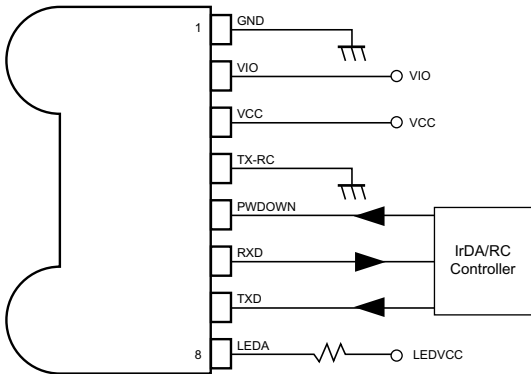 1 GND
VIO VIO
VCC VCC
TX-RC
PWDOWN
RXD
IrDA/RC
Controller
TXD
8 LEDA LEDVCC